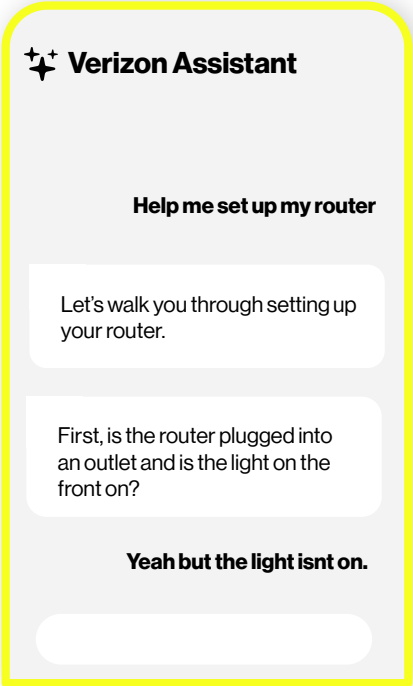 Verizon Assistant
Help me set up my router
Let's walk you through setting up
your router.
First, is the router plugged into
an outlet and is the light on the
front on?
Yeah but the light isnt on.